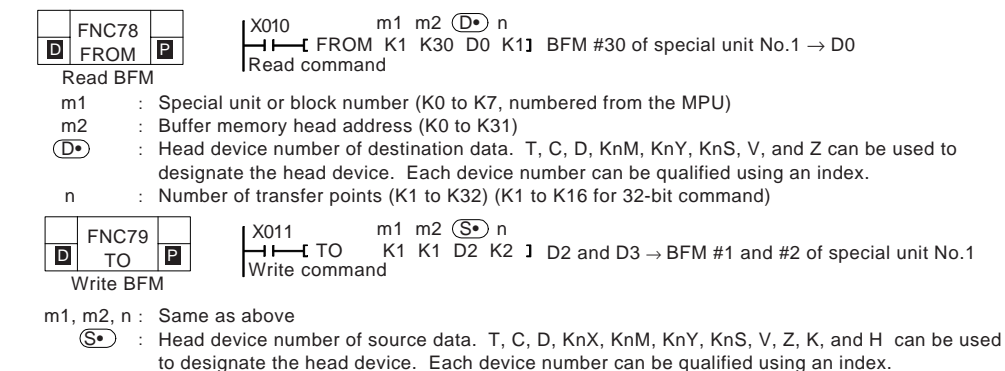 FNC78
D FROM P
Read BFM
X010 m1 m2 D• n
[ FROM K1 K30 D0 K1 ] BFM #30 of special unit No.1 → D0
Read command
m1 : Special unit or block number (K0 to K7, numbered from the MPU)
m2 : Buffer memory head address (K0 to K31)
D• : Head device number of destination data. T, C, D, KnM, KnY, KnS, V, and Z can be used to
designate the head device. Each device number can be qualified using an index.
n : Number of transfer points (K1 to K32) (K1 to K16 for 32-bit command)
FNC79
D TO P
Write BFM
X011 m1 m2 S• n
[ TO K1 K1 D2 K2 ] D2 and D3 → BFM #1 and #2 of special unit No.1
Write command
m1, m2, n : Same as above
S• : Head device number of source data. T, C, D, KnX, KnM, KnY, KnS, V, Z, K, and H can be used
to designate the head device. Each device number can be qualified using an index.